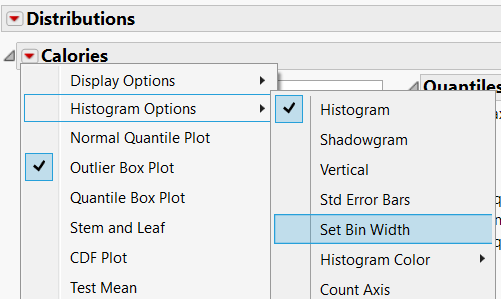 Distributions
Calories
Quantiles
Display Options
Histogram Options
Normal Quantile Plot
Outlier Box Plot
Quantile Box Plot
Stem and Leaf
CDF Plot
Test Mean
Histogram
Shadowgram
Vertical
Std Error Bars
Set Bin Width
Histogram Color
Count Axis